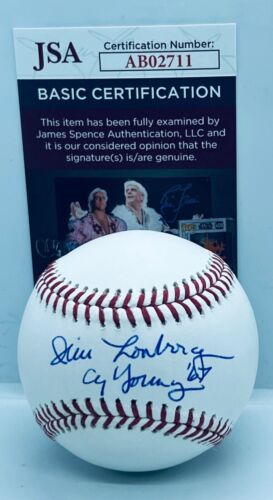 JSA
Certification Number:
AB02711
BASIC CERTIFICATION
This item has been fully examined by
James Spence Authentication, LLC and
it is our considered opinion that the
signature(s) is/are genuine.
Jim Lonborg
Cy Young '67